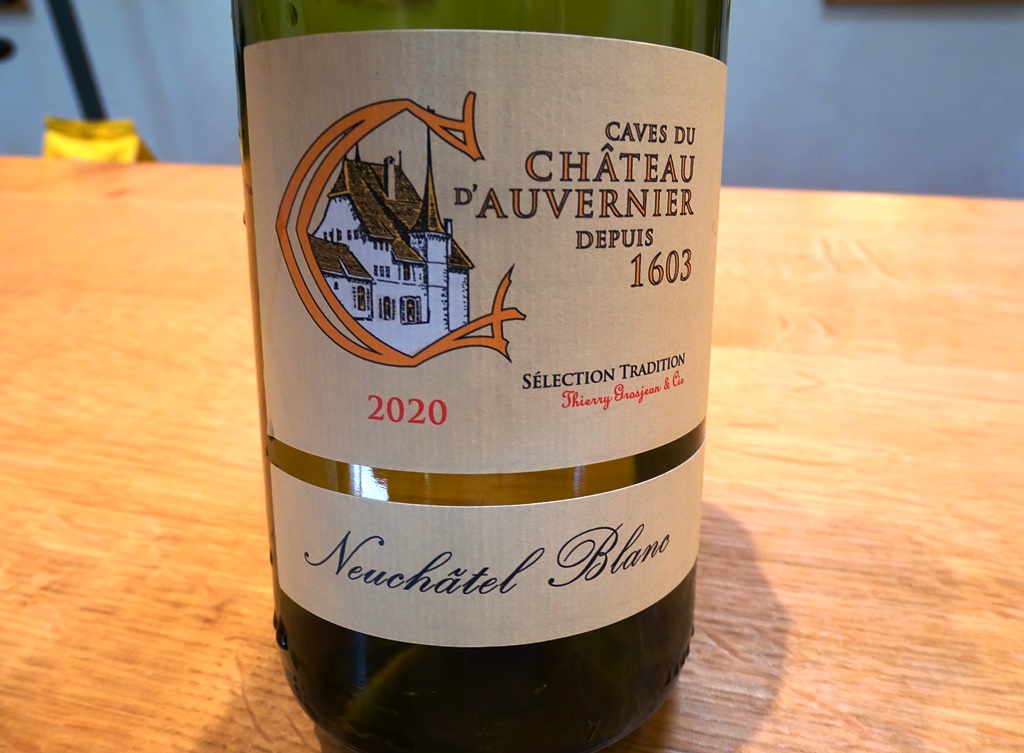 CAVES DU
CHÂTEAU
D'AUVERNIER
DEPUIS
1603
SÉLECTION TRADITION
Thierry Grosjean & Cie
2020
Neuchâtel Blanc